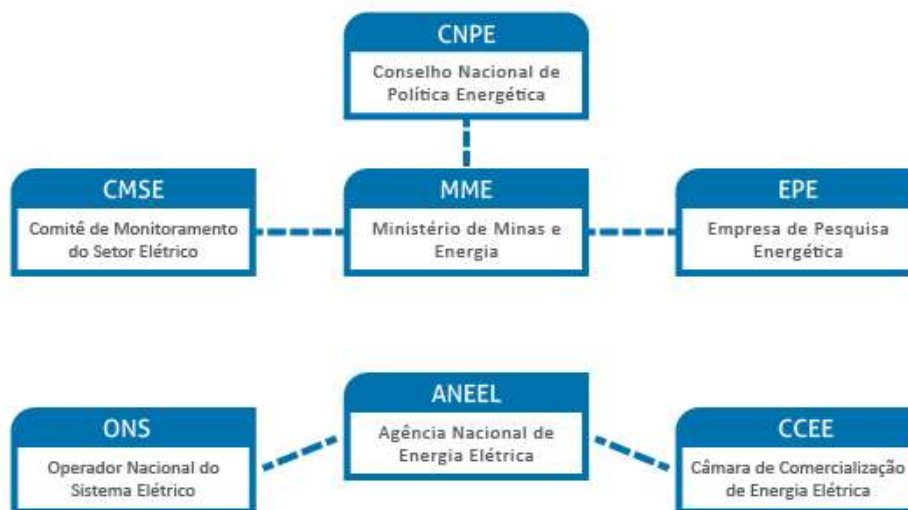 CNPE
Conselho Nacional de
Política Energética
CMSE
Comitê de Monitoramento
do Setor Elétrico
MME
Ministério de Minas e
Energia
EPE
Empresa de Pesquisa
Energética
ONS
Operador Nacional do
Sistema Elétrico
ANEEL
Agência Nacional de
Energia Elétrica
CCEE
Câmara de Comercialização
de Energia Elétrica